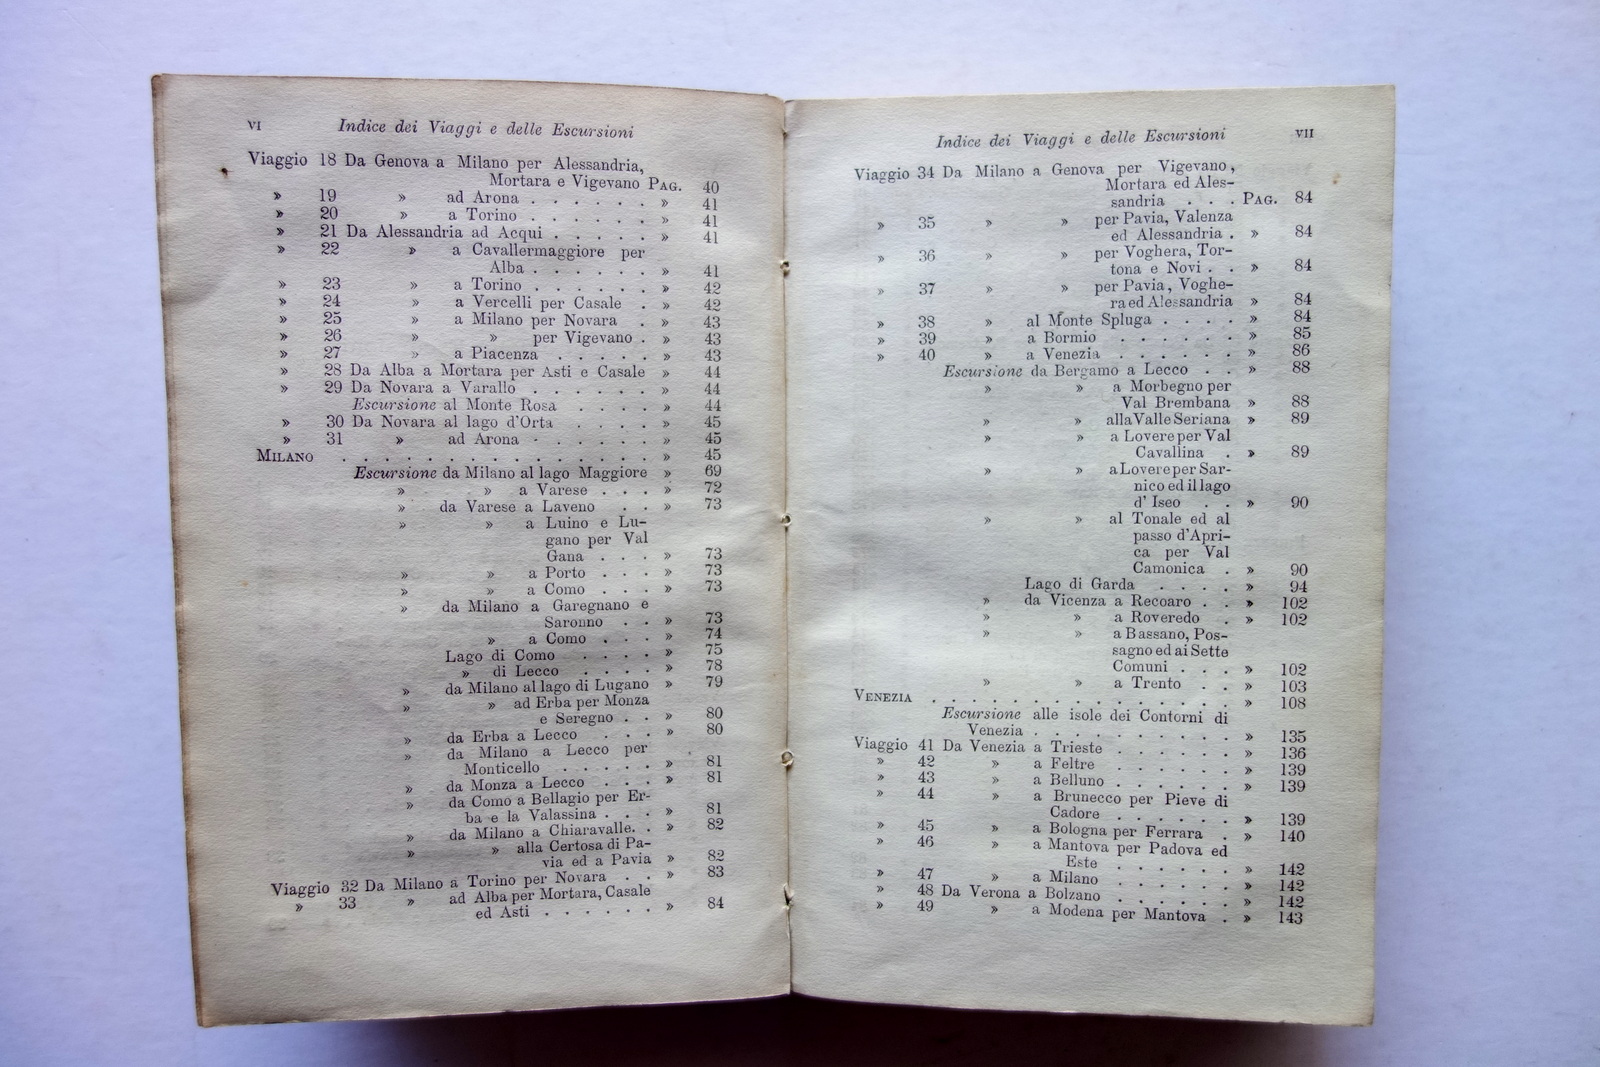 VI Indice dei Viaggi e delle Escursioni
Viaggio 18 Da Genova a Milano per Alessandria,
Mortara e Vigevano PAG. 40
» 19 » ad Arona . . . . . . » 41
» 20 » a Torino . . . . . . » 41
» 21 Da Alessandria ad Acqui . . . . . » 41
» 22 » a Cavallermaggiore per
Alba . . . . . . » 41
» 23 » a Torino . . . . . . » 42
» 24 » a Vercelli per Casale . » 42
» 25 » a Milano per Novara . » 43
» 26 » » per Vigevano . » 43
» 27 » a Piacenza . . . . . » 43
» 28 Da Alba a Mortara per Asti e Casale » 44
» 29 Da Novara a Varallo . . . . . » 44
Escursione al Monte Rosa . . . . » 44
» 30 Da Novara al lago d'Orta . . . . » 45
» 31 » ad Arona . . . . . . » 45
MILANO . . . . . . . . . . . . . » 45
Escursione da Milano al lago Maggiore » 69
» » a Varese . . . » 72
» da Varese a Laveno . . » 73
» » a Luino e Lu-
gano per Val
Gana . . . » 73
» » a Porto . . . » 73
» » a Como . . . » 73
» da Milano a Garegnano e
Saronno . . » 73
» a Como . . . » 74
Lago di Como . . . . » 75
» di Lecco . . . . » 78
» da Milano al lago di Lugano » 79
» » ad Erba per Monza
e Seregno . . » 80
» da Erba a Lecco . . . » 80
» da Milano a Lecco per
Monticello . . . . . » 81
» da Monza a Lecco . . . » 81
» da Como a Bellagio per Er-
ba e la Valassina . . . » 81
» da Milano a Chiaravalle. . » 82
» » alla Certosa di Pa-
via ed a Pavia » 82
Viaggio 32 Da Milano a Torino per Novara . . » 83
» 33 » ad Alba per Mortara, Casale
ed Asti . . . . . . » 84
Indice dei Viaggi e delle Escursioni VII
Viaggio 34 Da Milano a Genova per Vigevano,
Mortara ed Ales-
sandria . . . PAG. 84
» 35 » » per Pavia, Valenza
ed Alessandria . » 84
» 36 » » per Voghera, Tor-
tona e Novi . . » 84
» 37 » » per Pavia, Voghe-
ra ed Alessandria » 84
» 38 » al Monte Spluga . . . . » 84
» 39 » a Bormio . . . . . . » 85
» 40 » a Venezia . . . . . . » 86
Escursione da Bergamo a Lecco . . » 88
» » a Morbegno per
Val Brembana » 88
» » alla Valle Seriana » 89
» » a Lovere per Val
Cavallina . » 89
» » a Lovere per Sar-
nico ed il lago
d' Iseo . . » 90
» » al Tonale ed al
passo d'Apri-
ca per Val
Camonica . » 90
Lago di Garda . . . . » 94
» da Vicenza a Recoaro . . » 102
» » a Roveredo . » 102
» » a Bassano, Pos-
sagno ed ai Sette
Comuni . . . » 102
» » a Trento . . » 103
VENEZIA . . . . . . . . . . . . . » 108
Escursione alle isole dei Contorni di
Venezia . . . . . . . . » 135
Viaggio 41 Da Venezia a Trieste . . . . . . » 136
» 42 » a Feltre . . . . . . » 139
» 43 » a Belluno . . . . . . » 139
» 44 » a Brunecco per Pieve di
Cadore . . . . . . » 139
» 45 » a Bologna per Ferrara . » 140
» 46 » a Mantova per Padova ed
Este . . . . . . » 142
» 47 » a Milano . . . . . . » 142
» 48 Da Verona a Bolzano . . . . . . » 142
» 49 » a Modena per Mantova . » 143